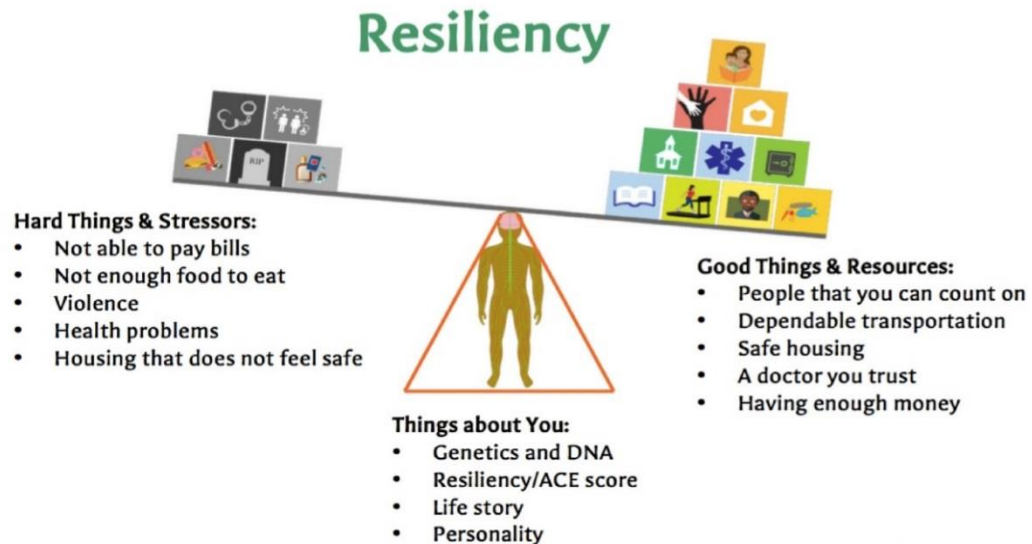 Resiliency
RIP
Hard Things & Stressors:
• Not able to pay bills
• Not enough food to eat
• Violence
• Health problems
• Housing that does not feel safe
Good Things & Resources:
• People that you can count on
• Dependable transportation
• Safe housing
• A doctor you trust
• Having enough money
Things about You:
• Genetics and DNA
• Resiliency/ACE score
• Life story
• Personality